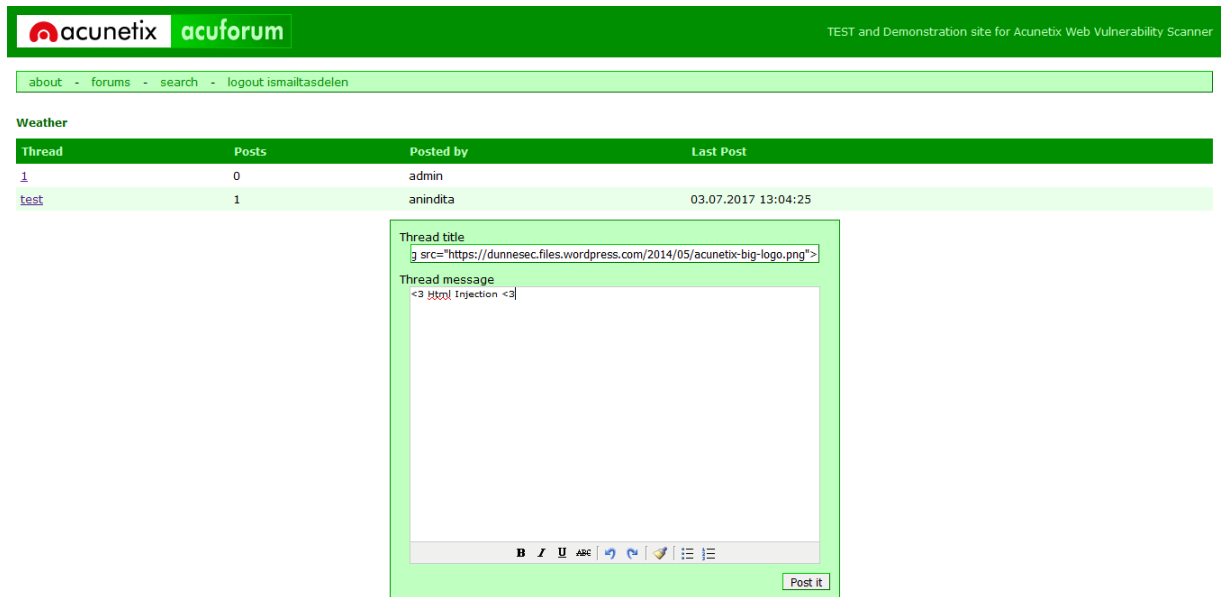 acunetix acuforum
TEST and Demonstration site for Acunetix Web Vulnerability Scanner
about - forums - search - logout ismailtasdelen
Weather
Thread Posts Posted by Last Post
1 0 admin
test 1 anindita 03.07.2017 13:04:25
Thread title
g src="https://dunnesec.files.wordpress.com/2014/05/acunetix-big-logo.png">
Thread message
<3 Html Injection <3
B I U ABC
Post it